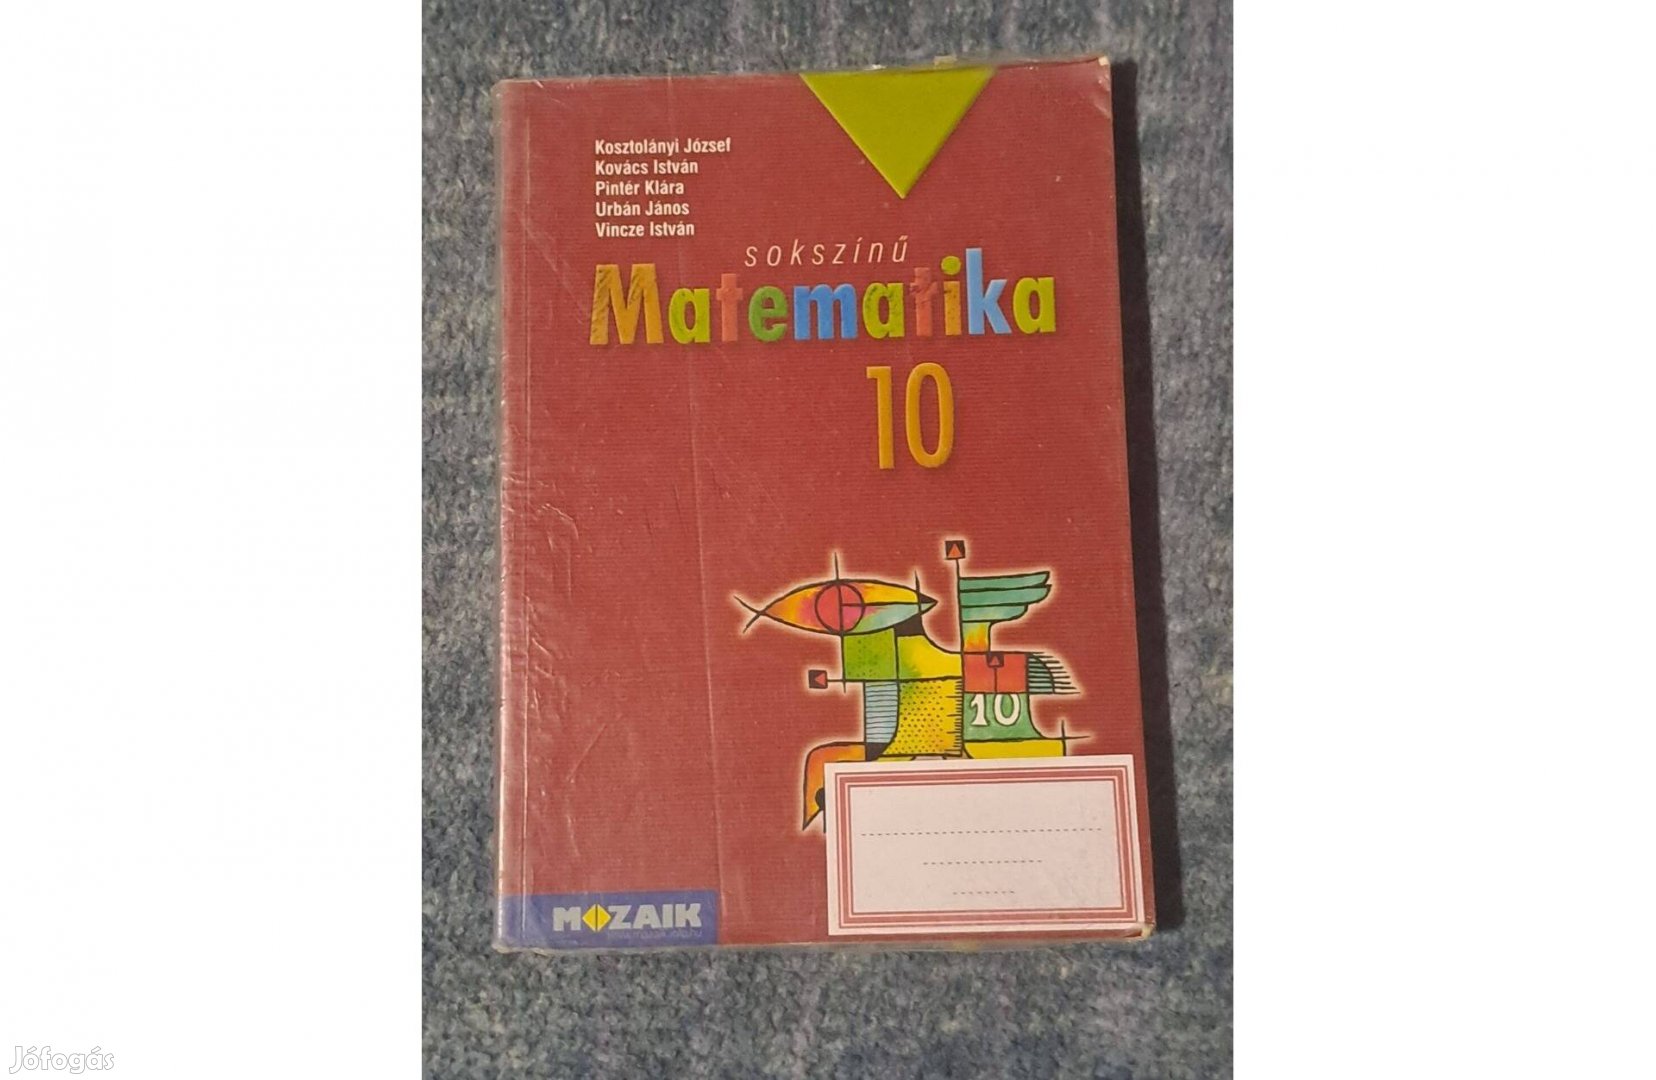 Kosztolányi József
Kovács István
Pintér Klára
Urbán János
Vincze István
sokszínű
Matematika
10
10
MOZAIK
Jófogás